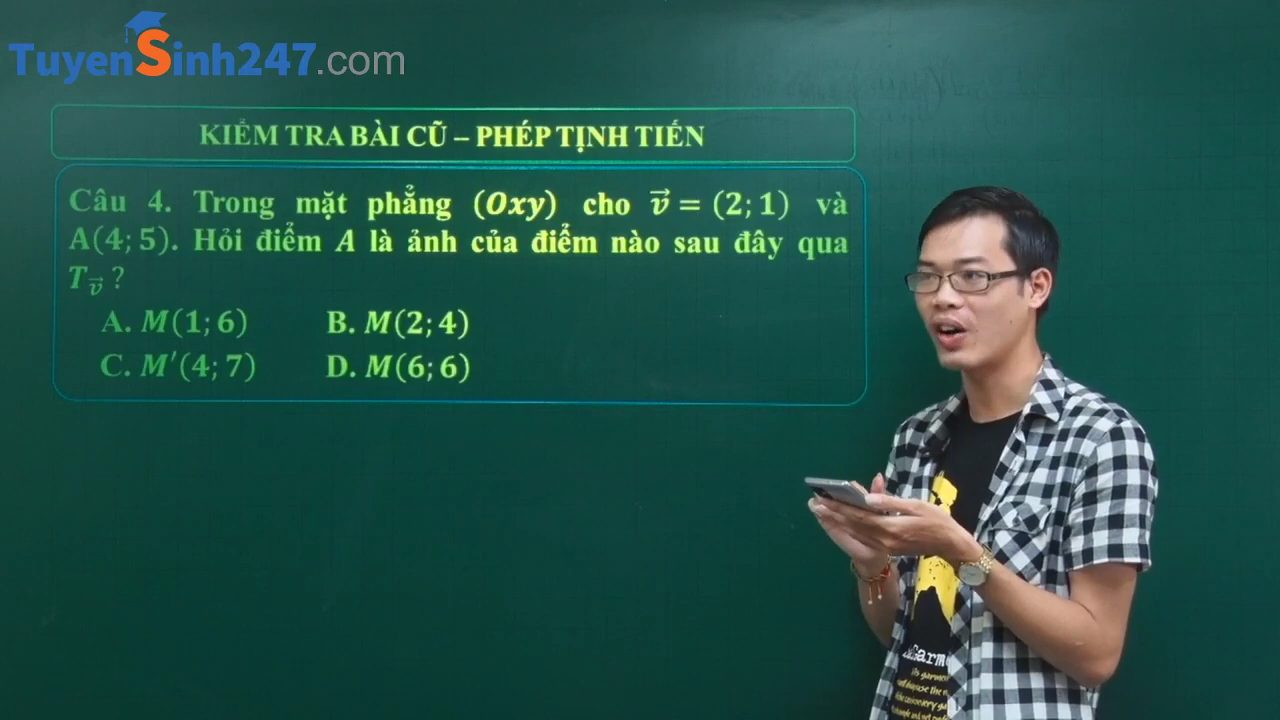 TuyenSinh247.com
KIỂM TRA BÀI CŨ – PHÉP TỊNH TIẾN
Câu 4. Trong mặt phẳng (Oxy) cho v⃗ = (2; 1) và
A(4; 5). Hỏi điểm A là ảnh của điểm nào sau đây qua
T_v⃗ ?
A. M(1; 6) B. M(2; 4)
C. M′(4; 7) D. M(6; 6)